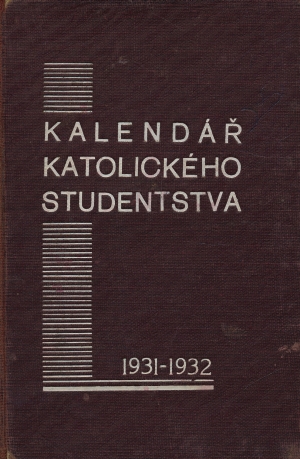 KALENDÁŘ
KATOLICKÉHO
STUDENTSTVA
1931-1932